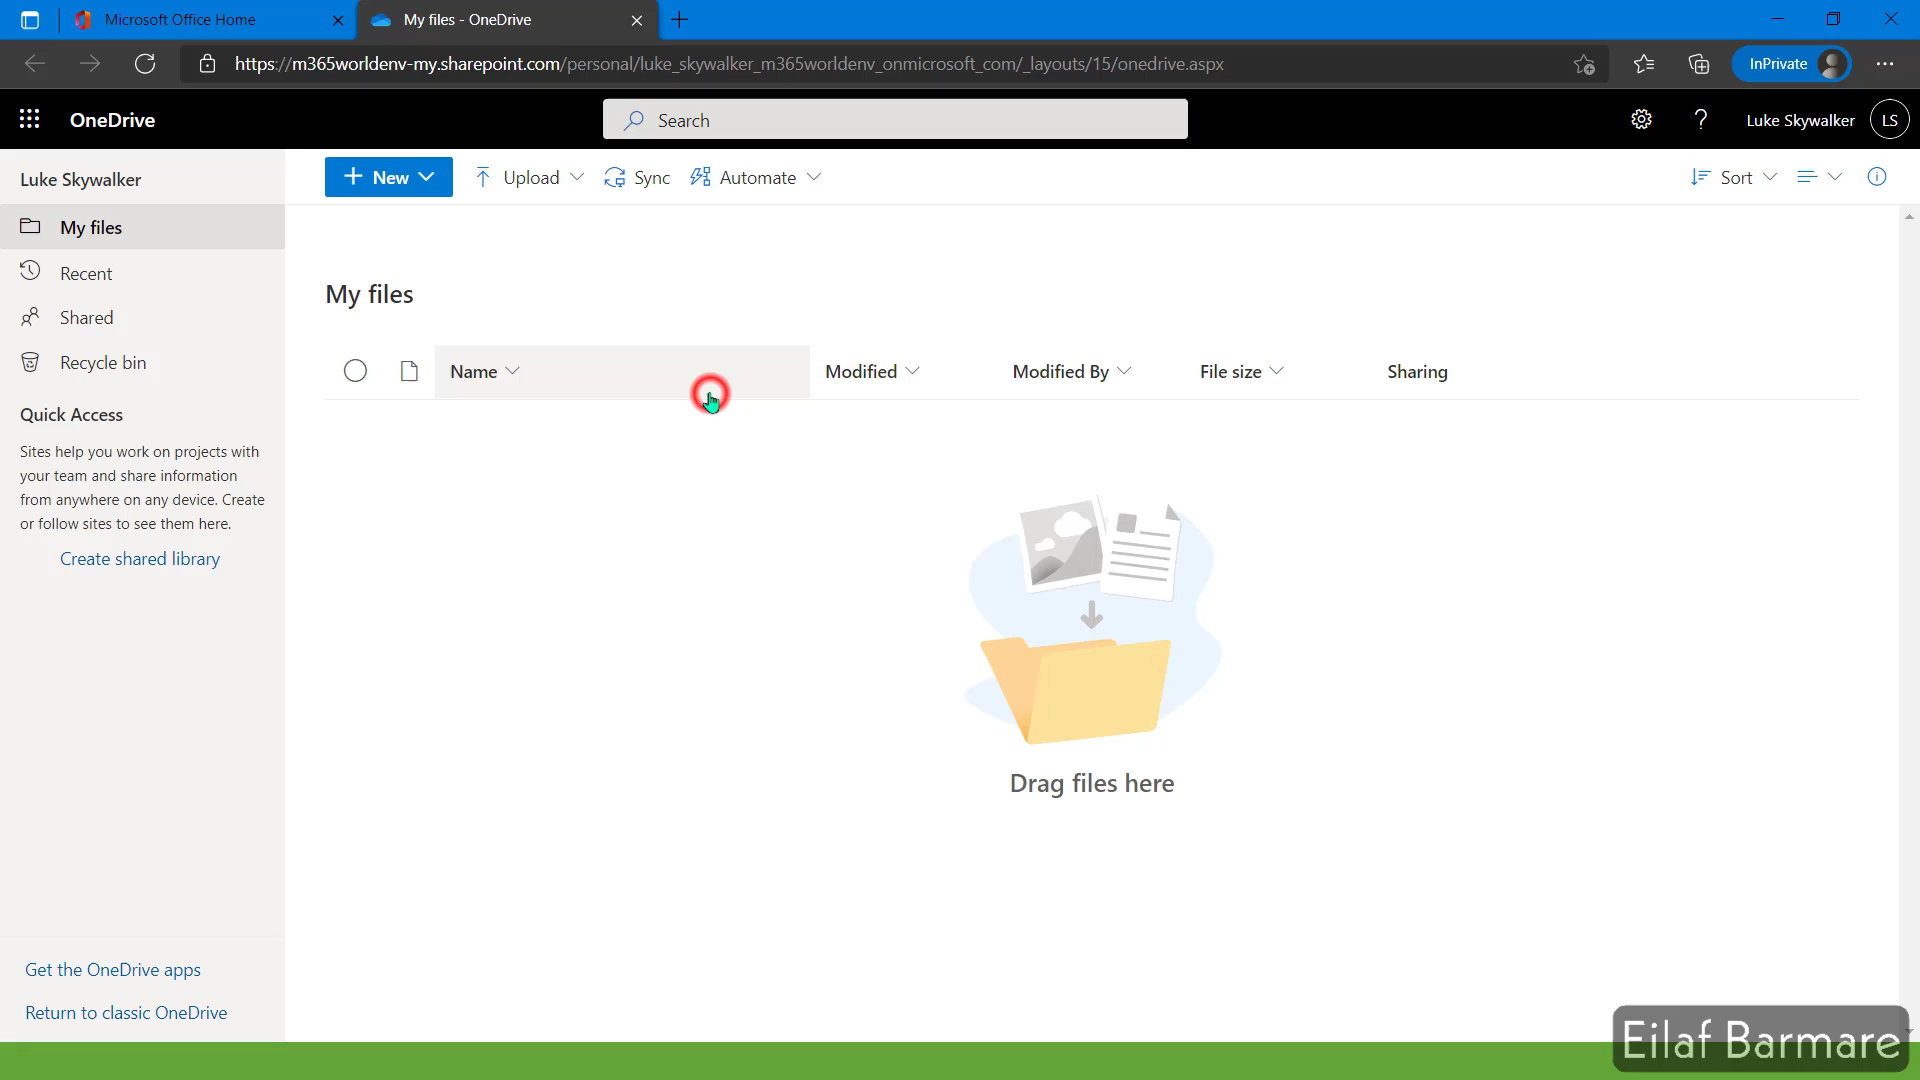 Microsoft Office Home
My files - OneDrive
https://m365worldenv-my.sharepoint.com/personal/luke_skywalker_m365worldenv_onmicrosoft_com/_layouts/15/onedrive.aspx
InPrivate
OneDrive
Search
?
Luke Skywalker
LS
Luke Skywalker
New
Upload
Sync
Automate
Sort
My files
Recent
Shared
Recycle bin
Quick Access
Sites help you work on projects with
your team and share information
from anywhere on any device. Create
or follow sites to see them here.
Create shared library
My files
Name
Modified
Modified By
File size
Sharing
Drag files here
Get the OneDrive apps
Return to classic OneDrive
Eilaf Barmare